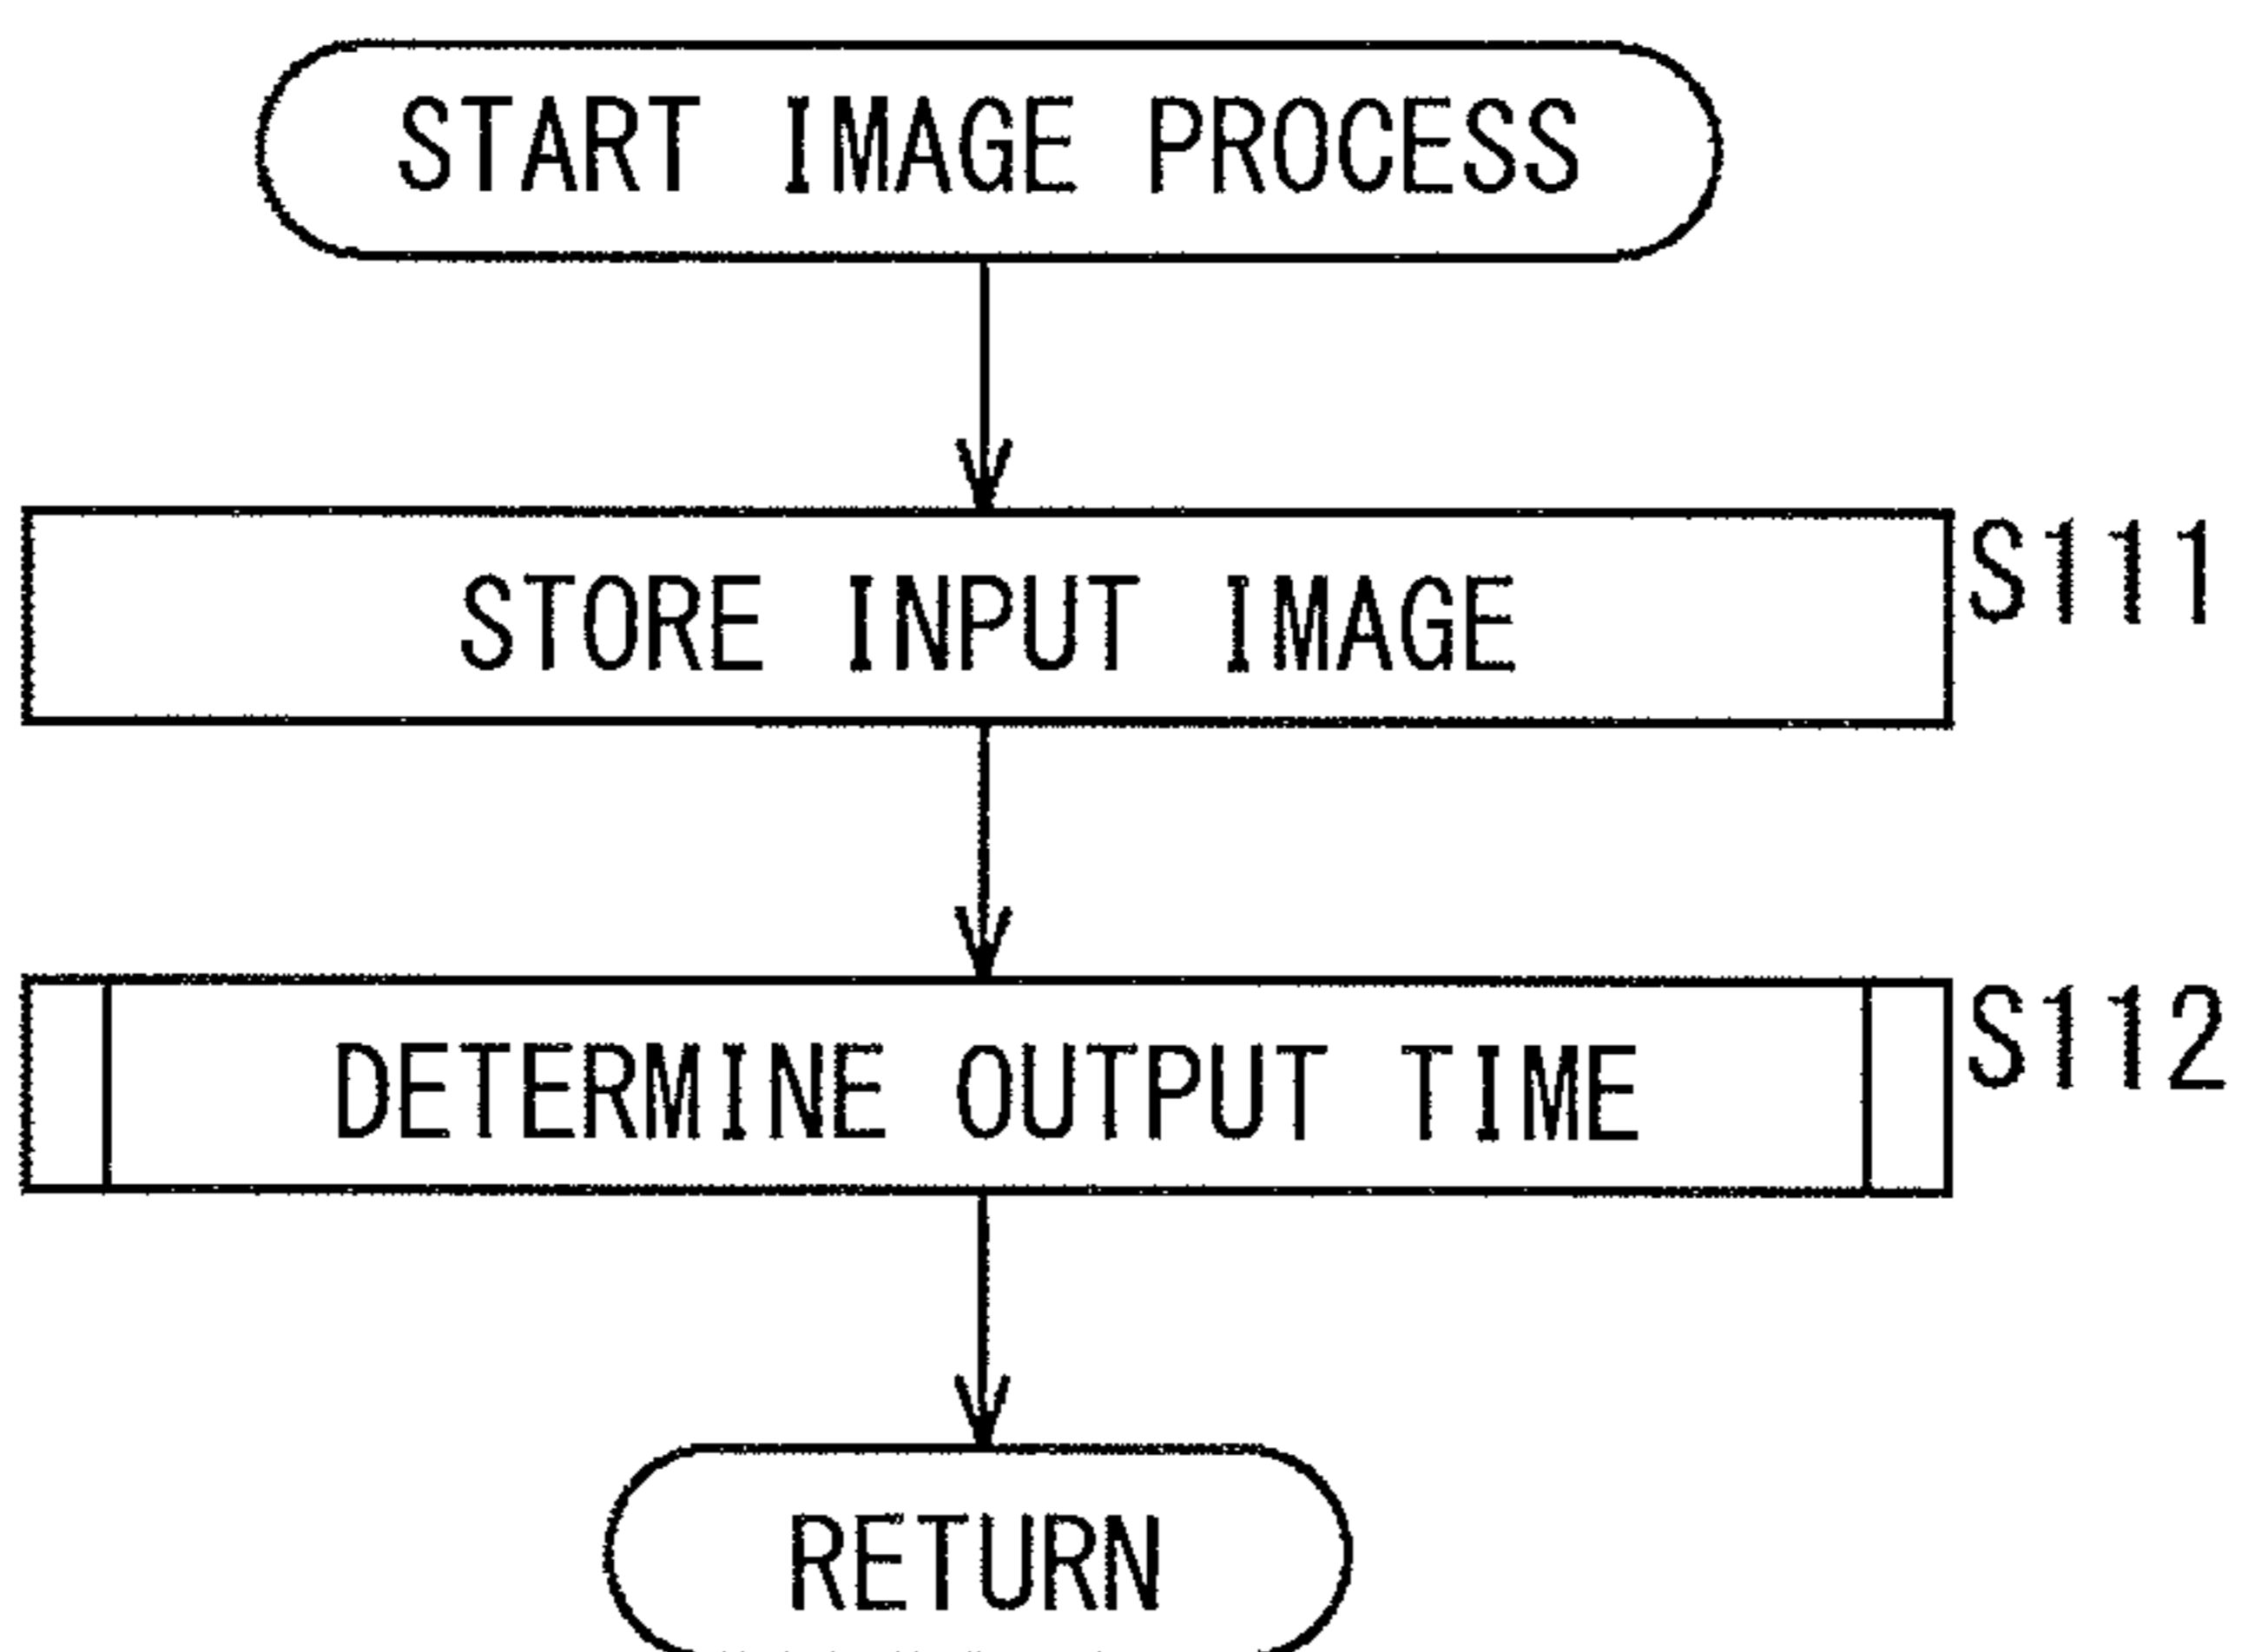 START IMAGE PROCESS
STORE INPUT IMAGE
S111
DETERMINE OUTPUT TIME
S112
RETURN